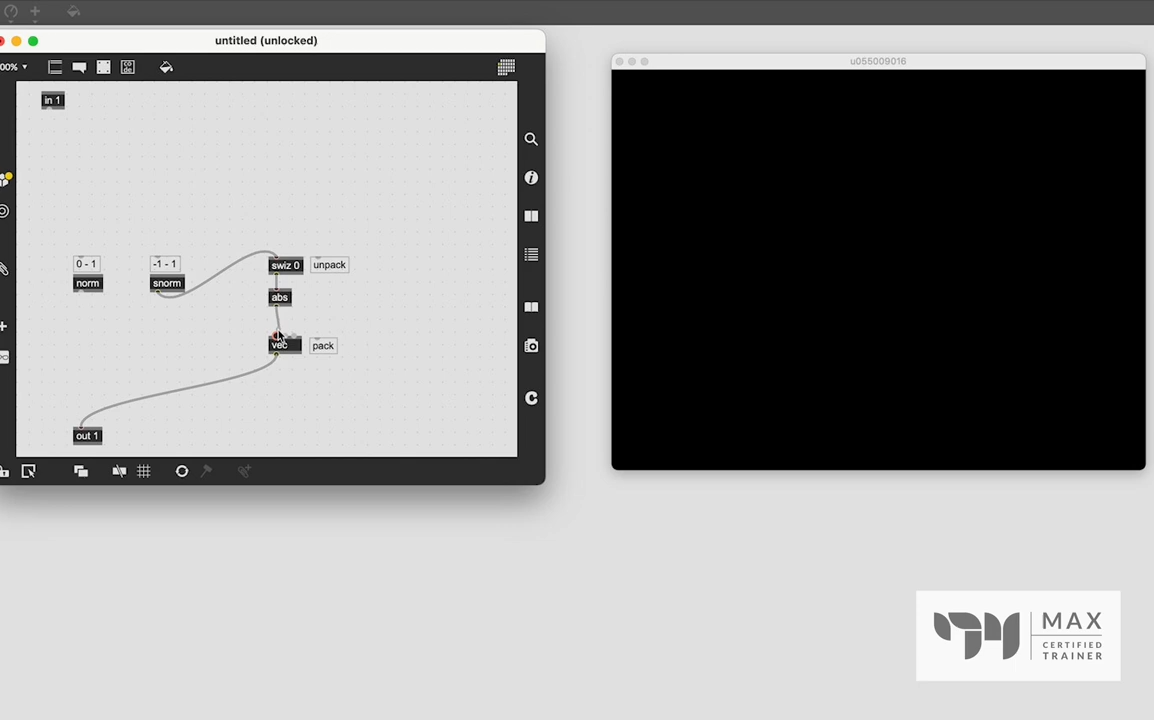 untitled (unlocked)
u055009016
00%
in 1
0 - 1
-1 - 1
swiz 0
unpack
norm
snorm
abs
vec
pack
out 1
MAX
CERTIFIED
TRAINER